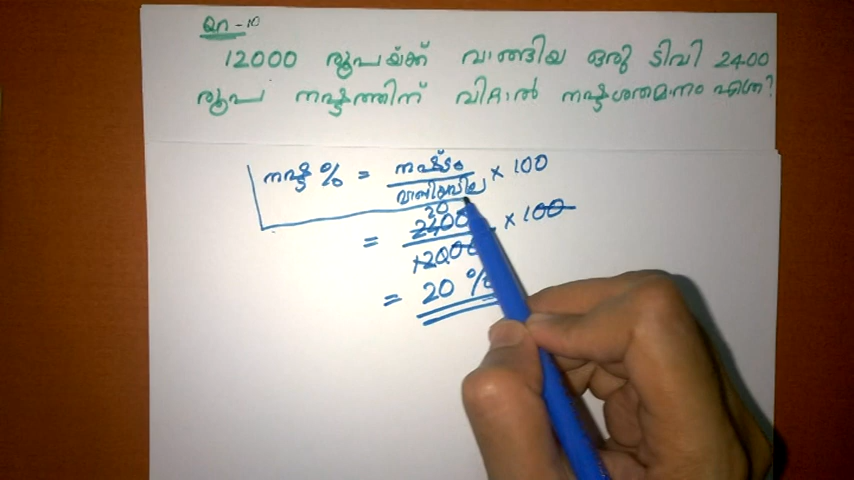 Qn - 10
12000 രൂപയ്ക്ക് വാങ്ങിയ ഒരു ടിവി 2400
രൂപ നഷ്ടത്തിന് വിറ്റാൽ നഷ്ടശതമാനം എത്ര?
നഷ്ട % = നഷ്ടം / വാങ്ങിയവില × 100
20
= 2400 / 12000 × 100
= 20 %